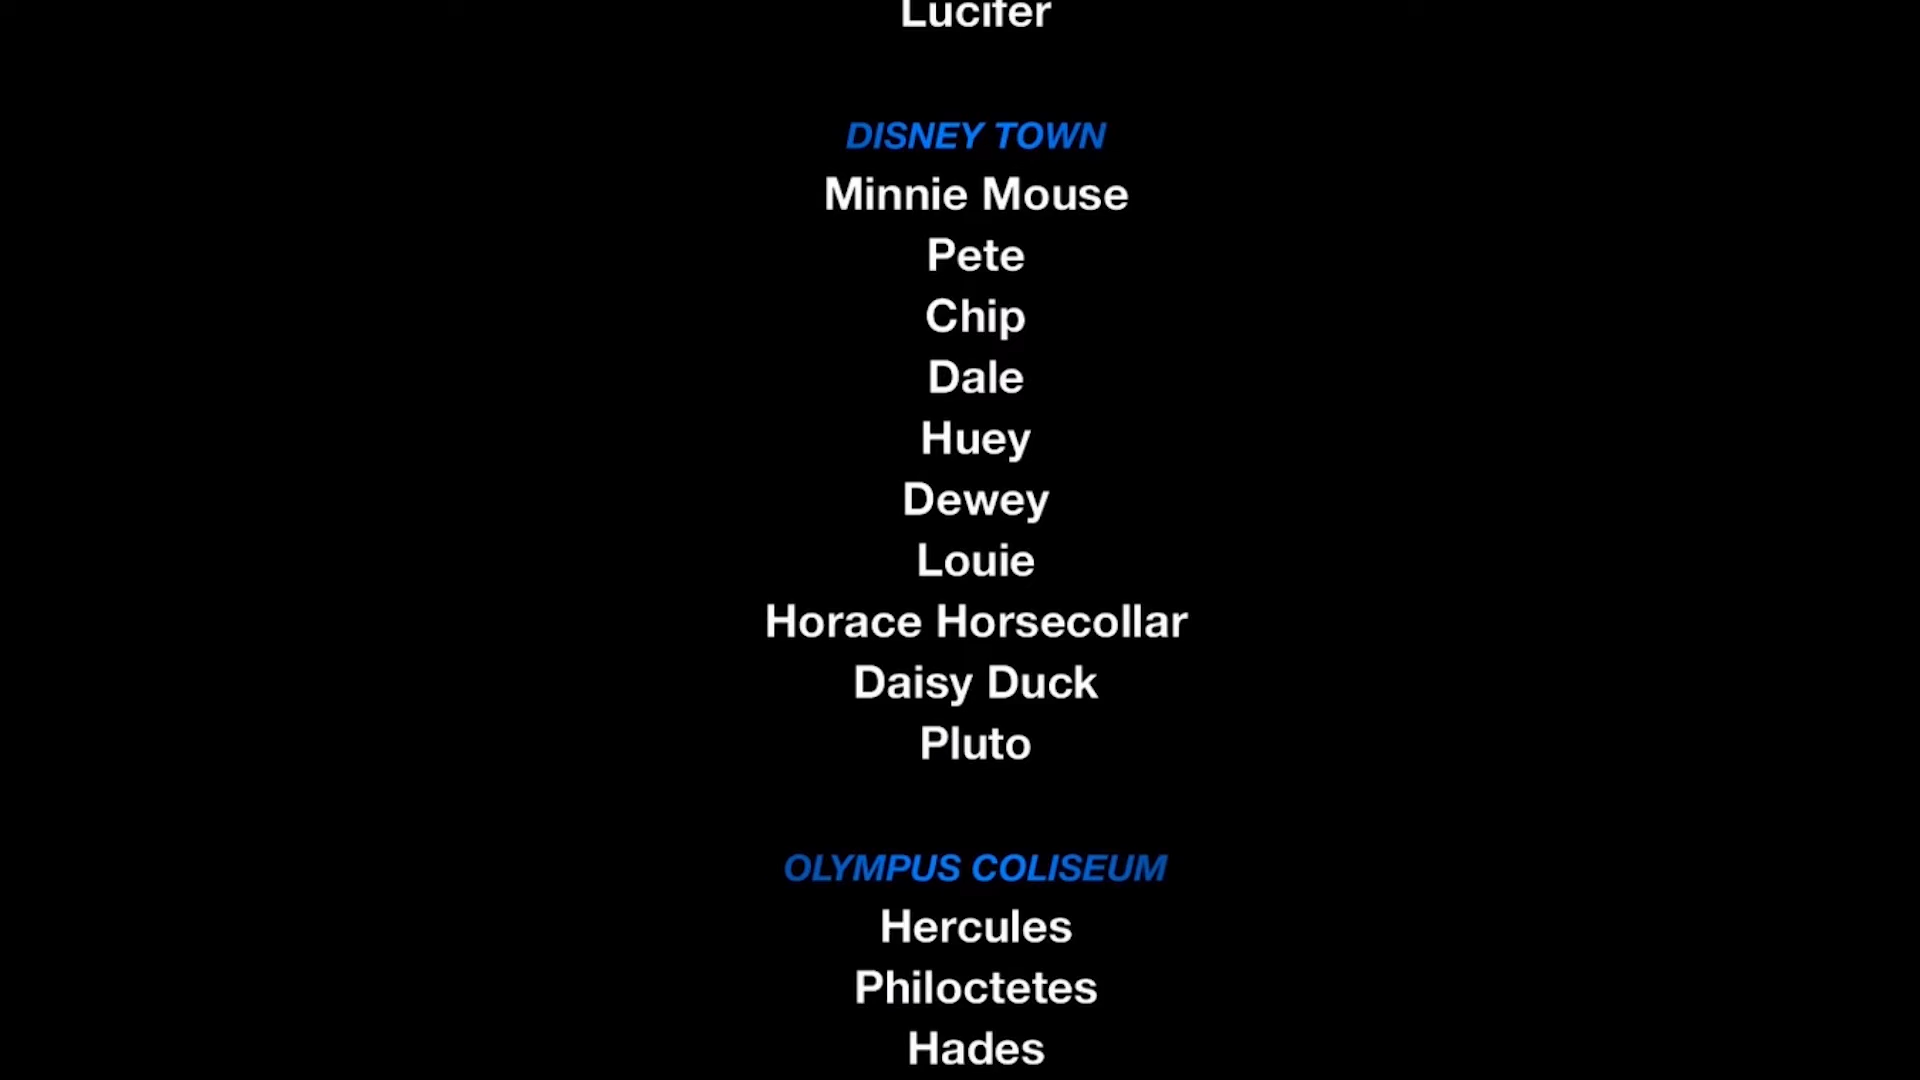 Lucifer
DISNEY TOWN
Minnie Mouse
Pete
Chip
Dale
Huey
Dewey
Louie
Horace Horsecollar
Daisy Duck
Pluto
OLYMPUS COLISEUM
Hercules
Philoctetes
Hades